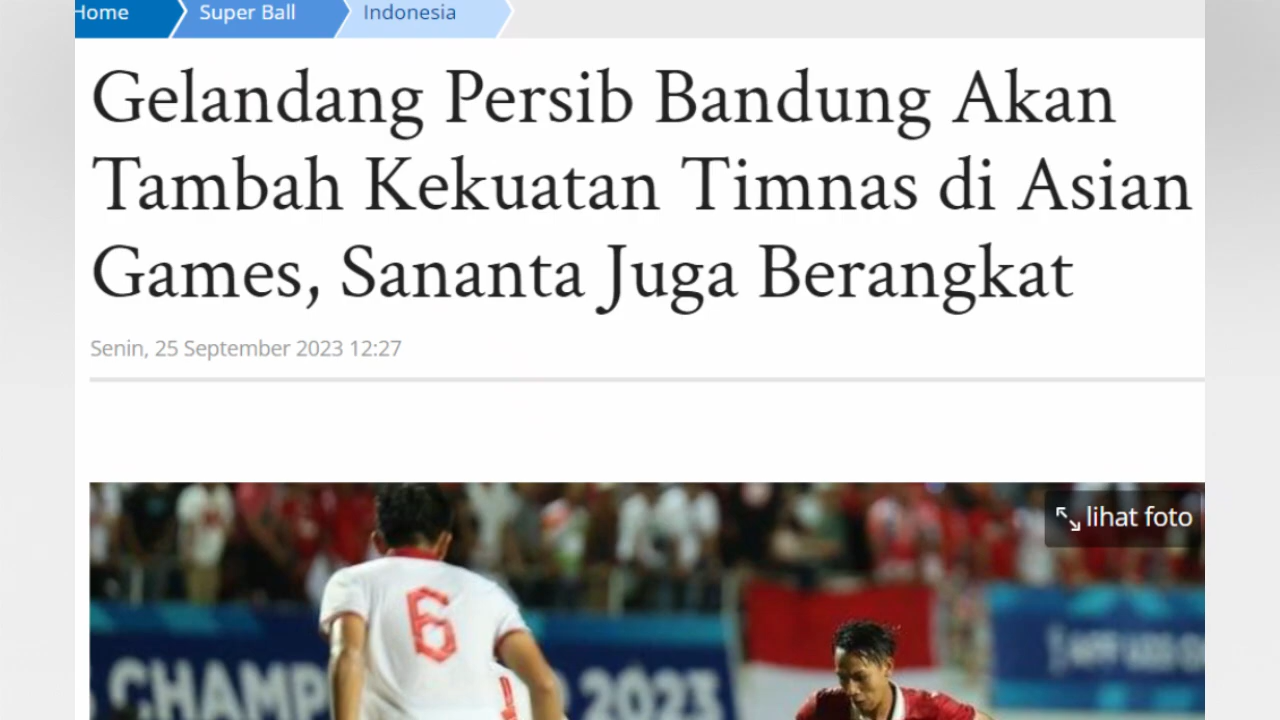 Home Super Ball Indonesia
Gelandang Persib Bandung Akan
Tambah Kekuatan Timnas di Asian
Games, Sananta Juga Berangkat
Senin, 25 September 2023 12:27
lihat foto
6
CHAMP 2023